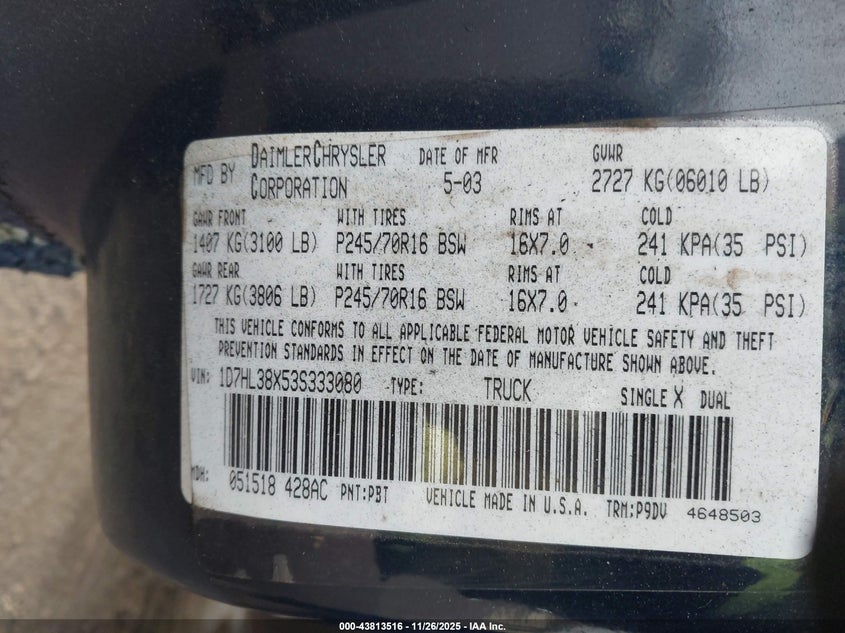 MFD BY DAIMLERCHRYSLER CORPORATION DATE OF MFR 5-03 GVWR 2727 KG(06010 LB)
GAWR FRONT WITH TIRES RIMS AT COLD
1407 KG(3100 LB) P245/70R16 BSW 16X7.0 241 KPA(35 PSI)
GAWR REAR WITH TIRES RIMS AT COLD
1727 KG(3806 LB) P245/70R16 BSW 16X7.0 241 KPA(35 PSI)
THIS VEHICLE CONFORMS TO ALL APPLICABLE FEDERAL MOTOR VEHICLE SAFETY AND THEFT
PREVENTION STANDARDS IN EFFECT ON THE DATE OF MANUFACTURE SHOWN ABOVE.
VIN: 1D7HL38X53S333080 TYPE: TRUCK SINGLE X DUAL
MDH: 051518 428AC PNT:PBT VEHICLE MADE IN U.S.A. TRM:P9DV 4648503
000-43813516 - 11/26/2025 - IAA Inc.